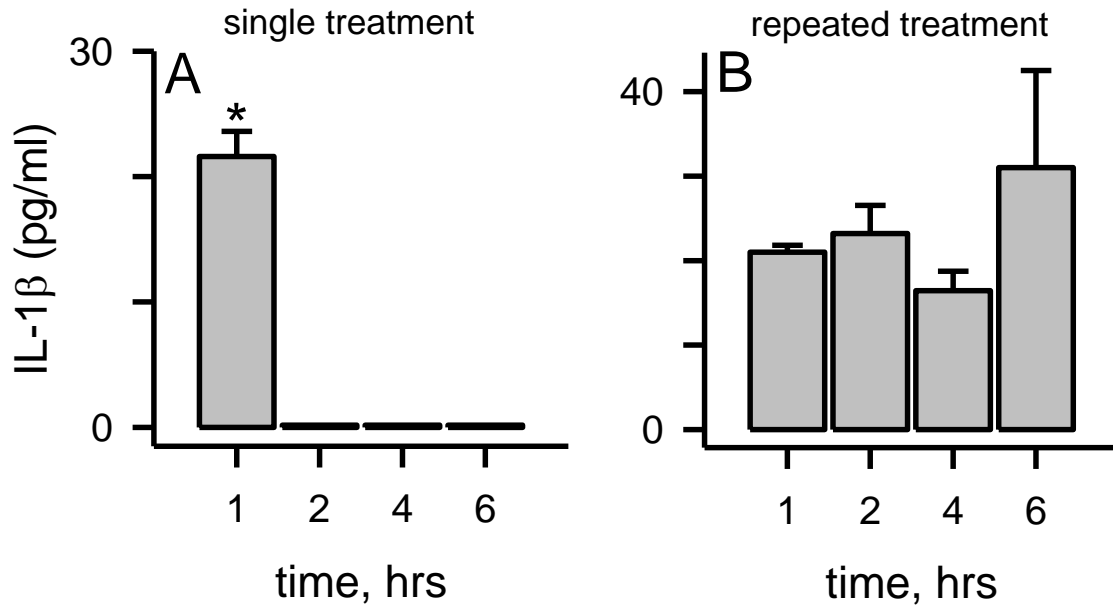 single treatment
A
*
IL-1β (pg/ml)
30
0
1 2 4 6
time, hrs
repeated treatment
B
40
0
1 2 4 6
time, hrs